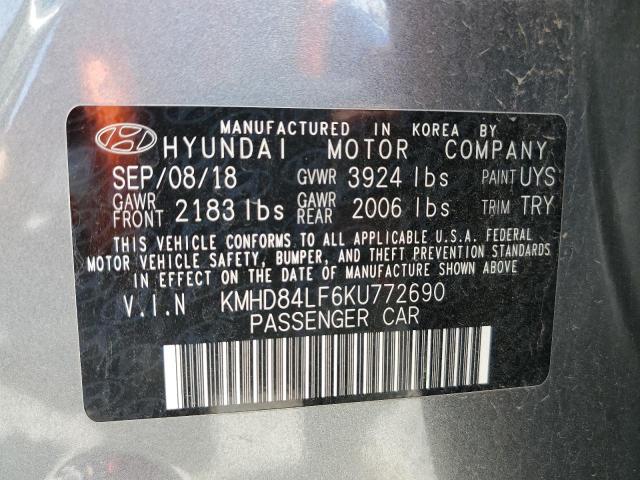 MANUFACTURED IN KOREA BY
HYUNDAI MOTOR COMPANY
SEP/08/18 GVWR 3924 lbs PAINT UYS
GAWR FRONT 2183 lbs GAWR REAR 2006 lbs TRIM TRY
THIS VEHICLE CONFORMS TO ALL APPLICABLE U.S.A. FEDERAL
MOTOR VEHICLE SAFETY, BUMPER, AND THEFT PREVENTION STANDARDS
IN EFFECT ON THE DATE OF MANUFACTURE SHOWN ABOVE.
V.I.N KMHD84LF6KU772690
PASSENGER CAR